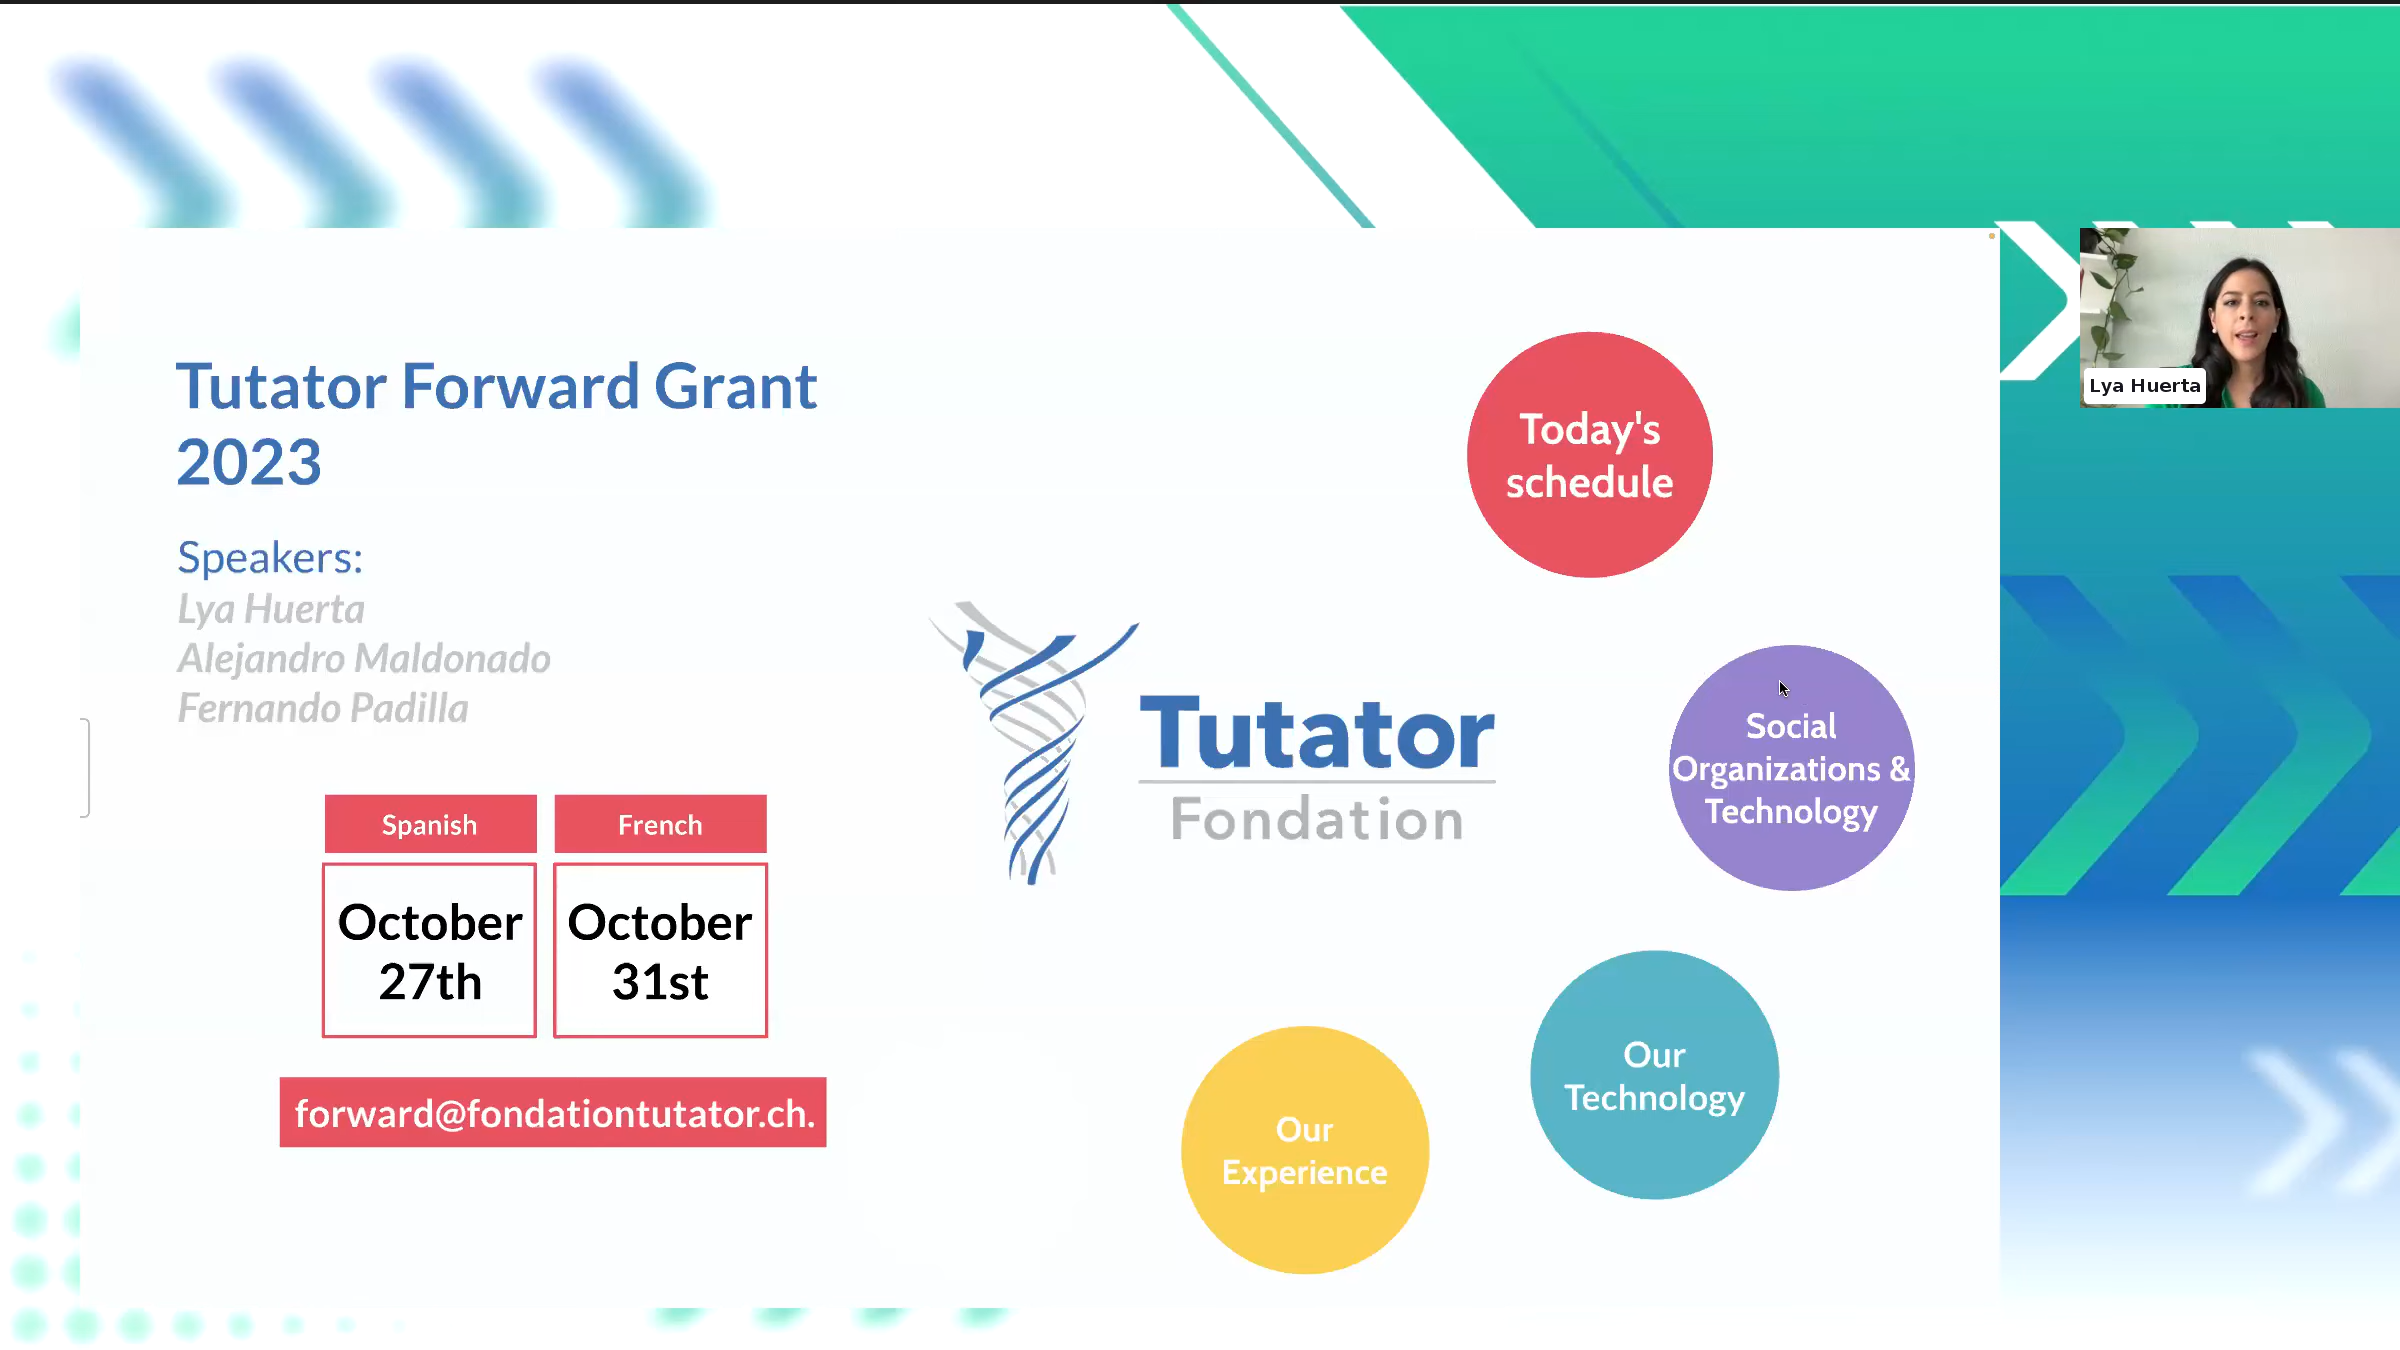 Tutator Forward Grant
2023
Speakers:
Lya Huerta
Alejandro Maldonado
Fernando Padilla
Spanish
French
October
27th
October
31st
forward@fondationtutator.ch.
Tutator
Fondation
Today's
schedule
Social
Organizations &
Technology
Our
Technology
Our
Experience
Lya Huerta